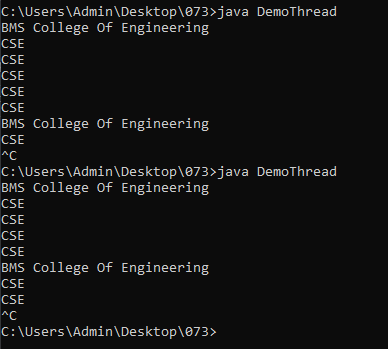 C:\Users\Admin\Desktop\073>java DemoThread
BMS College Of Engineering
CSE
CSE
CSE
CSE
CSE
BMS College Of Engineering
CSE
^C
C:\Users\Admin\Desktop\073>java DemoThread
BMS College Of Engineering
CSE
CSE
CSE
CSE
BMS College Of Engineering
CSE
CSE
^C
C:\Users\Admin\Desktop\073>